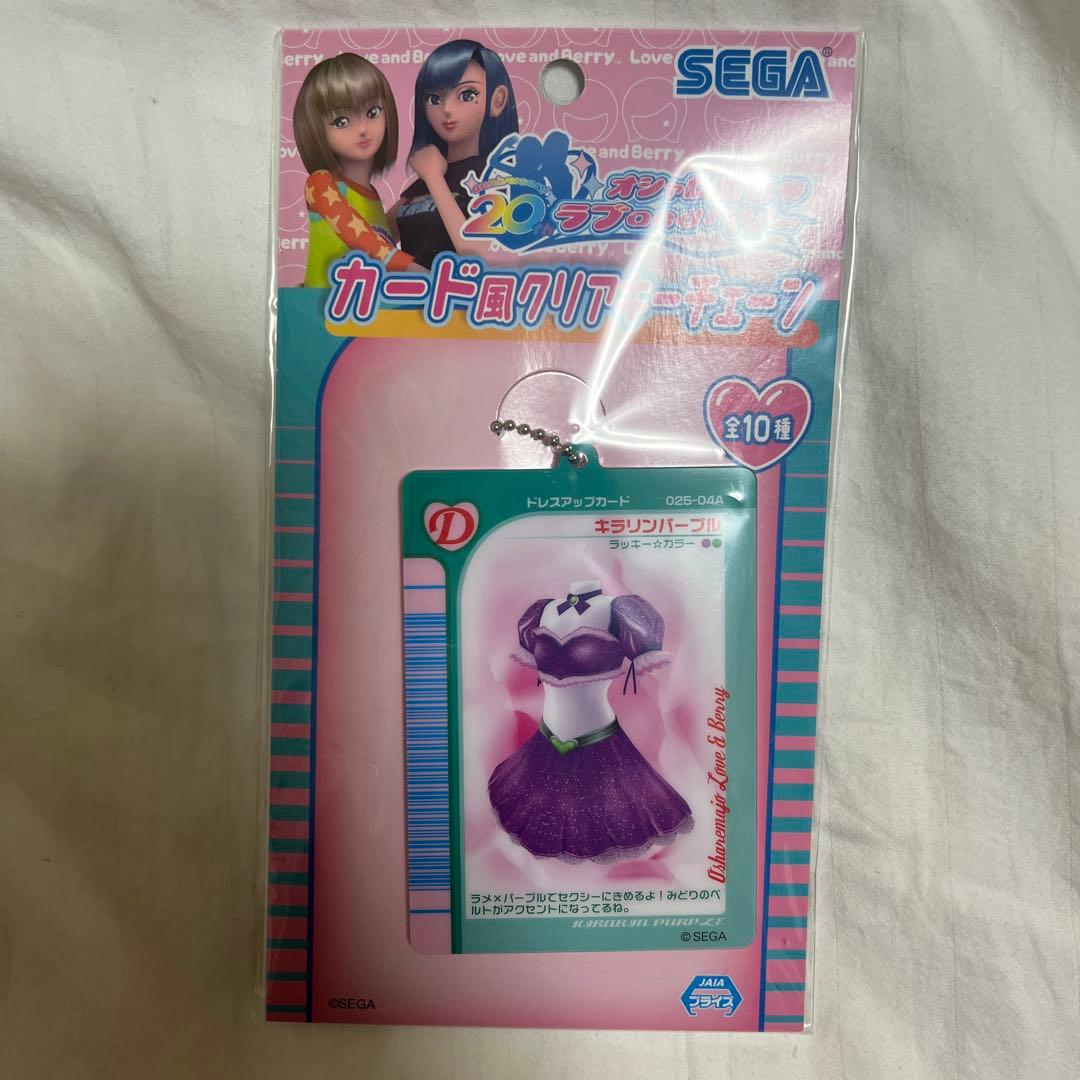 Love and Berry
SEGA®
anniversary
20th
オシャレ魔女♥
ラブandベリー
カード風クリアキーチェーン
全10種
ドレスアップカード 025-04A
D
キラリンパープル
ラッキー☆カラー
Osharemajo Love & Berry
ラメ×パープルでセクシーにきめるよ！みどりのベ
ルトがアクセントになってるね。
KIRARIN PURPLE
©SEGA
©SEGA
JAIA
プライズ